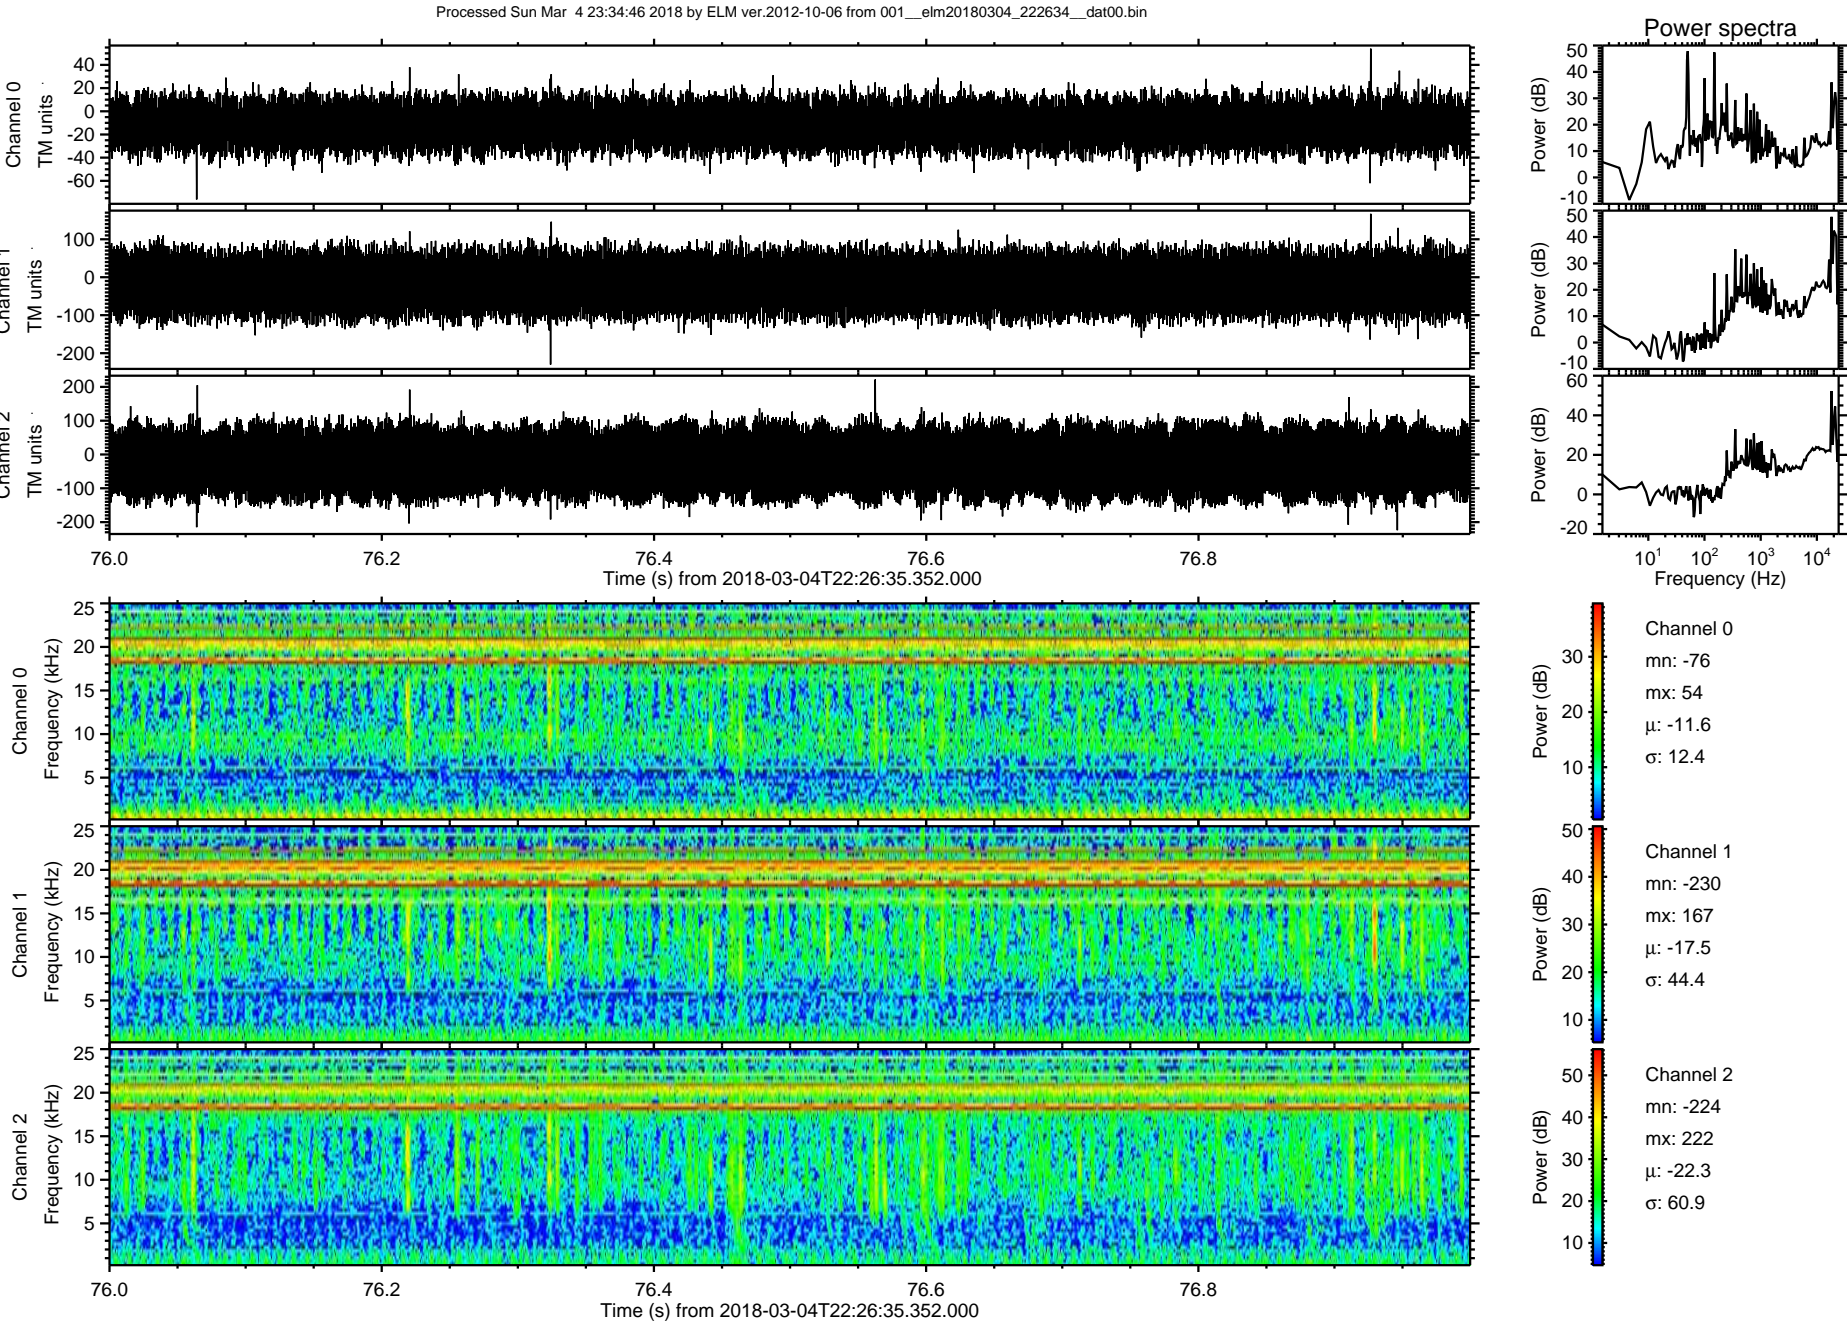 Processed Sun Mar  4 23:34:46 2018 by ELM ver.2012-10-06 from 001__elm20180304_222634__dat00.bin
Power spectra
Channel 0
TM units
40
20
0
-20
-40
-60
Power (dB)
50
40
30
20
10
0
-10
Channel 1
TM units
100
0
-100
-200
Power (dB)
50
40
30
20
10
0
-10
Channel 2
TM units
200
100
0
-100
-200
Power (dB)
60
40
20
0
-20
76.0 76.2 76.4 76.6 76.8
Time (s) from 2018-03-04T22:26:35.352.000
10¹ 10² 10³ 10⁴
Frequency (Hz)
Channel 0
Frequency (kHz)
25
20
15
10
5
Power (dB)
30
20
10
Channel 0
mn: -76
mx: 54
μ: -11.6
σ: 12.4
Channel 1
Frequency (kHz)
25
20
15
10
5
Power (dB)
50
40
30
20
10
Channel 1
mn: -230
mx: 167
μ: -17.5
σ: 44.4
Channel 2
Frequency (kHz)
25
20
15
10
5
Power (dB)
50
40
30
20
10
Channel 2
mn: -224
mx: 222
μ: -22.3
σ: 60.9
76.0 76.2 76.4 76.6 76.8
Time (s) from 2018-03-04T22:26:35.352.000